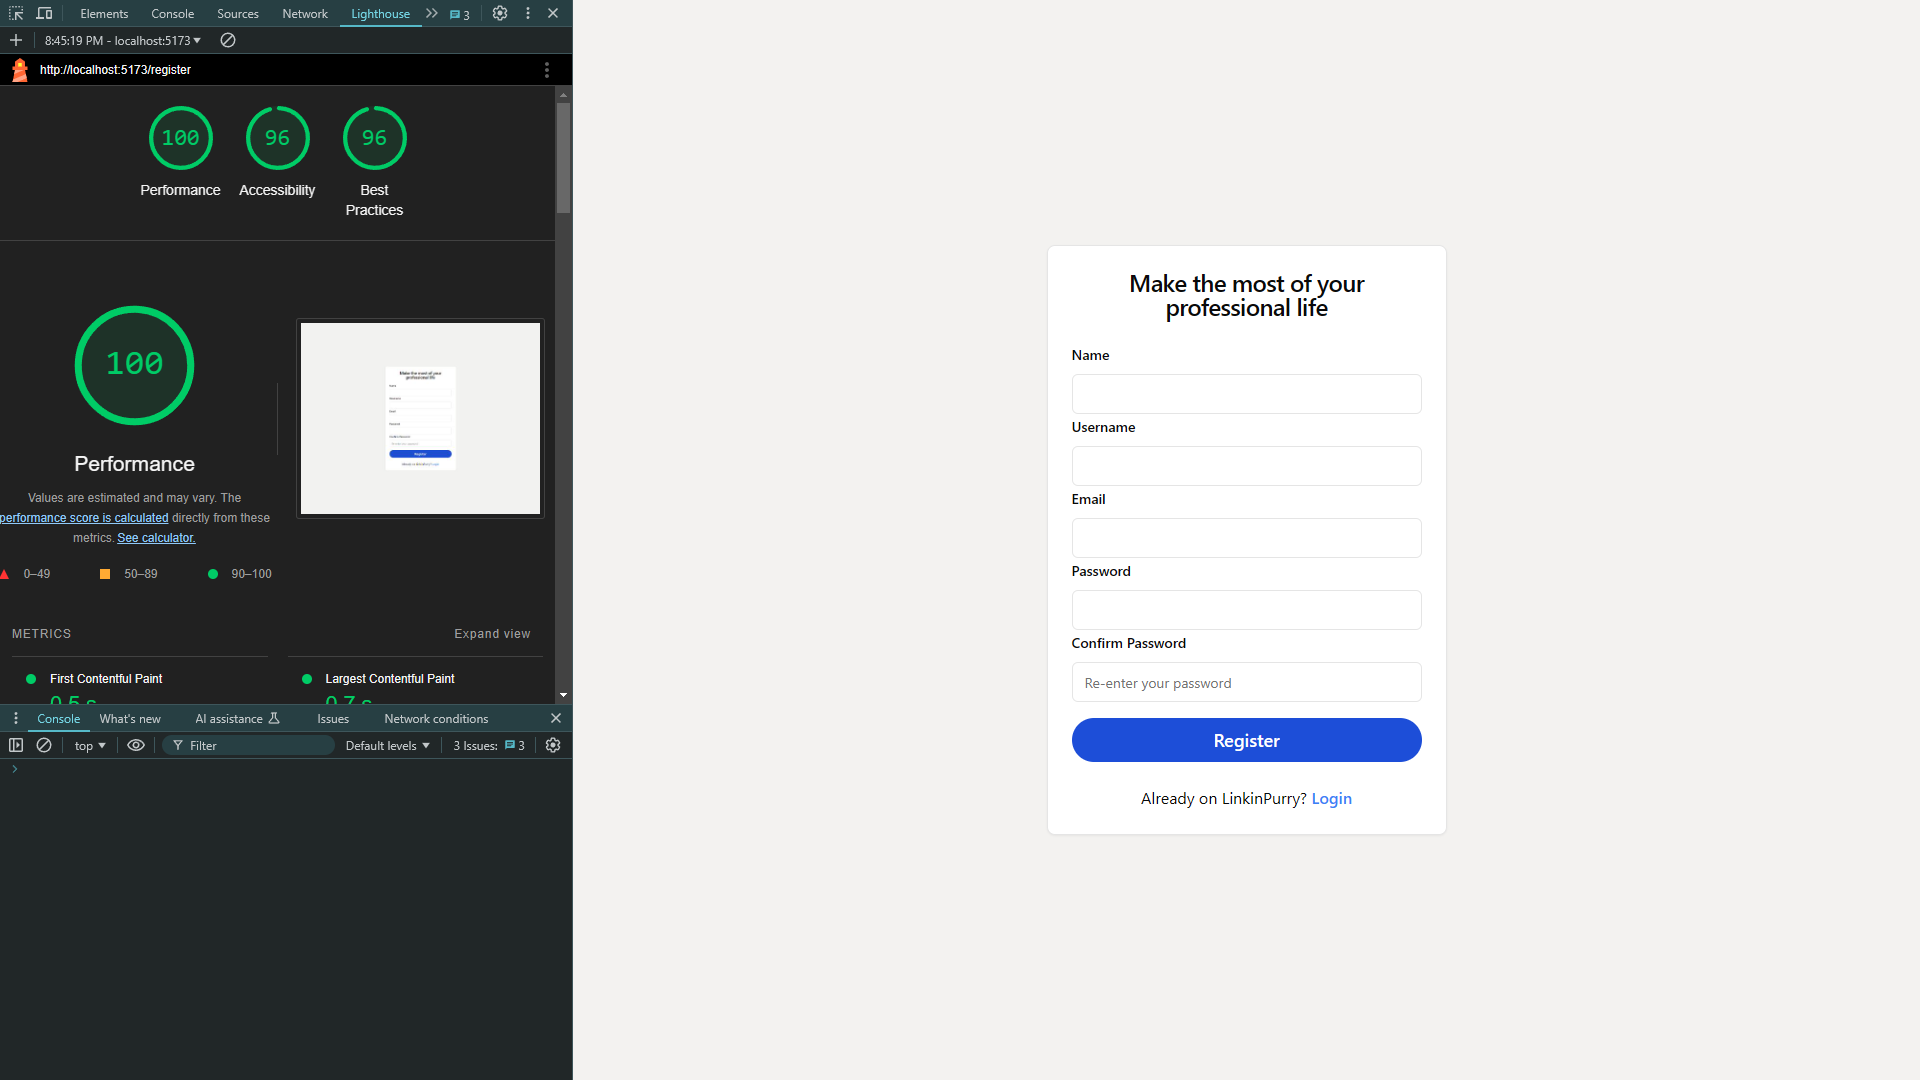 Elements Console Sources Network Lighthouse 3
8:45:19 PM - localhost:5173
http://localhost:5173/register
100 96 96
Performance Accessibility Best Practices
100
Performance
Values are estimated and may vary. The
performance score is calculated directly from these
metrics. See calculator.
0–49 50–89 90–100
METRICS Expand view
First Contentful Paint
0.5 s
Largest Contentful Paint
0.7 s
Console What's new AI assistance Issues Network conditions
top Filter Default levels 3 Issues: 3
Make the most of your
professional life
Name
Username
Email
Password
Confirm Password
Re-enter your password
Register
Already on LinkinPurry? Login